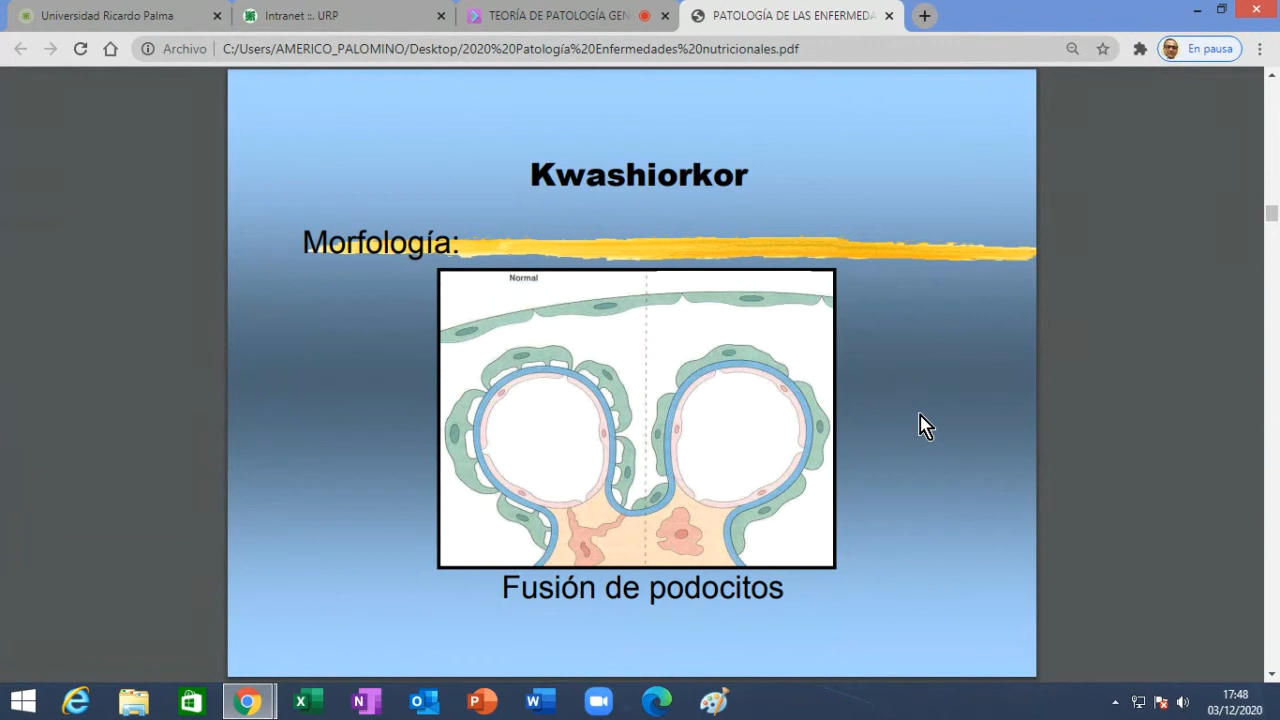 Universidad Ricardo Palma
Intranet ::. URP
TEORÍA DE PATOLOGÍA GEN
PATOLOGÍA DE LAS ENFERMEDA
Archivo
C:/Users/AMERICO_PALOMINO/Desktop/2020%20Patología%20Enfermedades%20nutricionales.pdf
En pausa
Kwashiorkor
Morfología:
Normal
Fusión de podocitos
17:48
03/12/2020